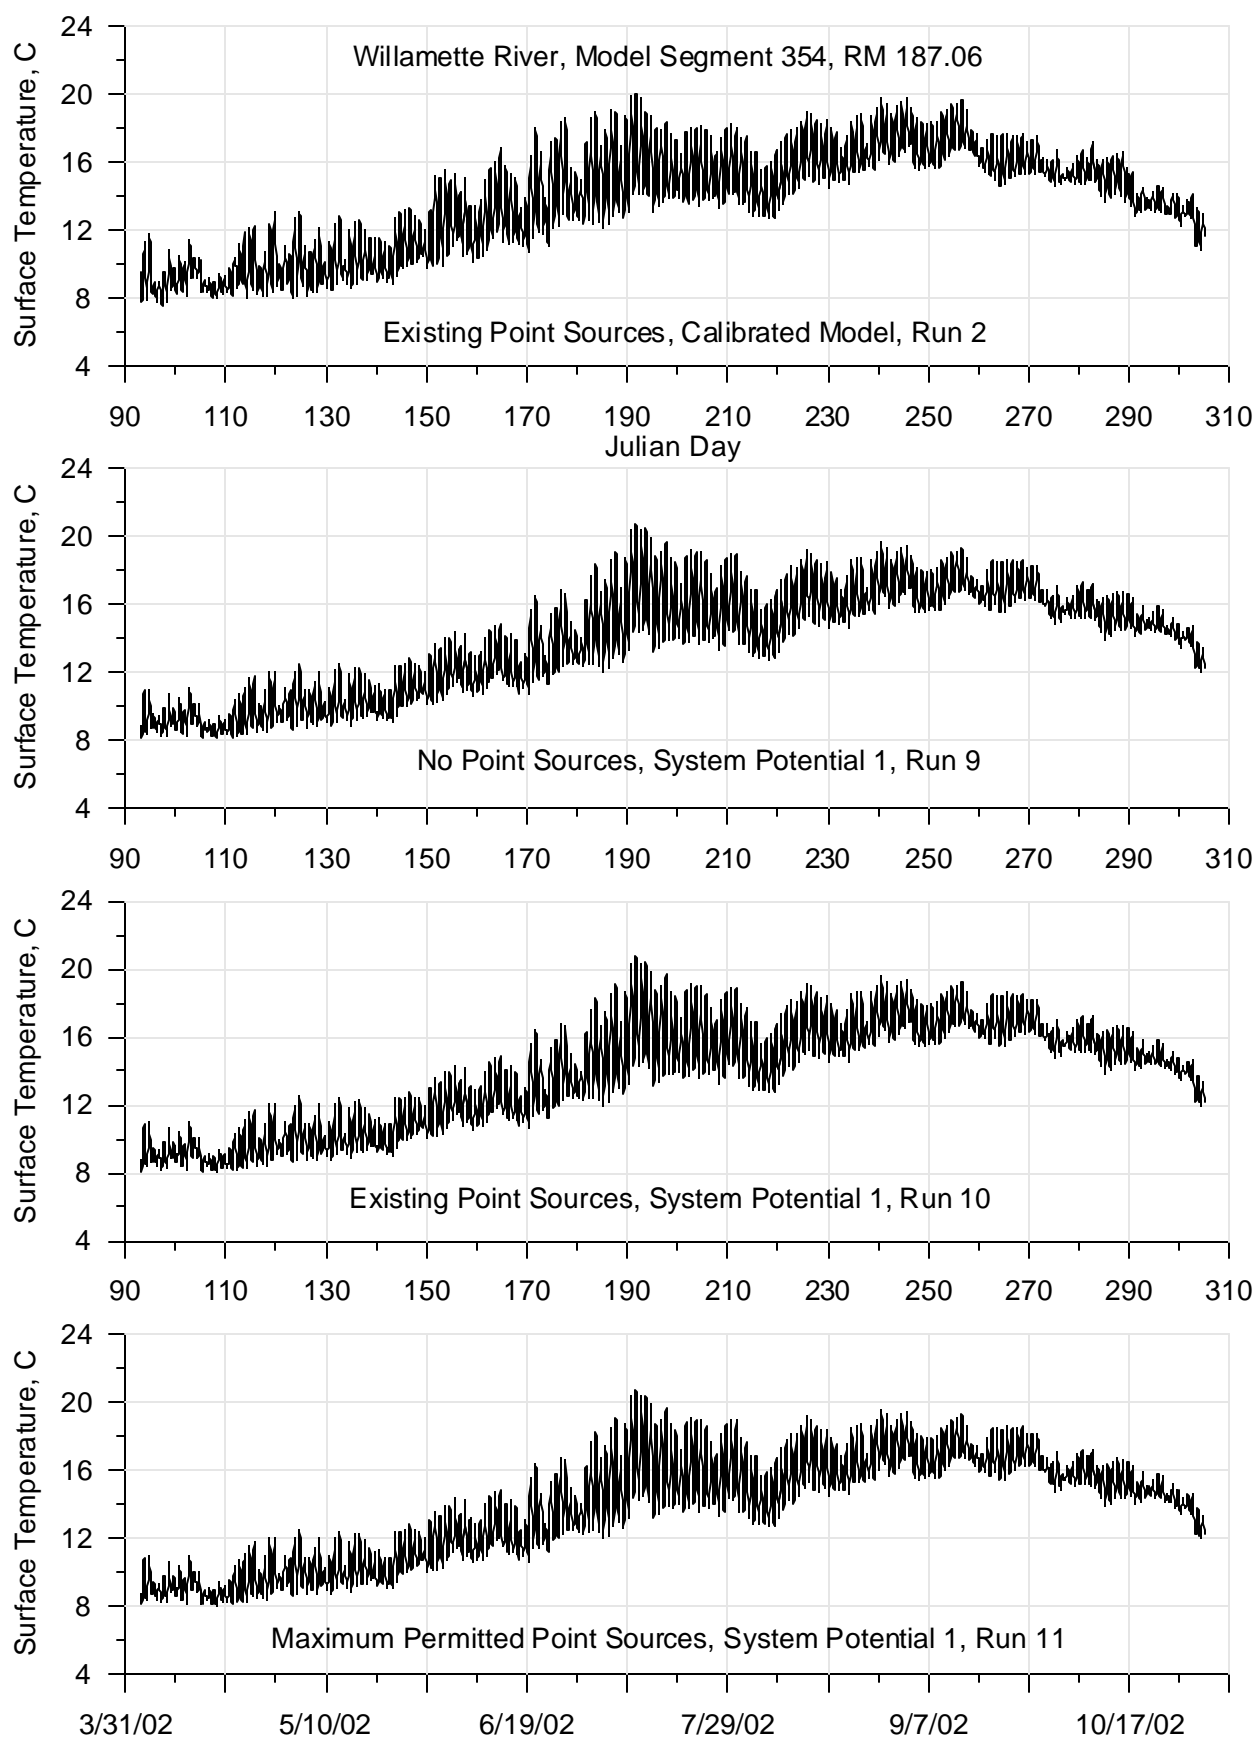 24
Willamette River, Model Segment 354, RM 187.06
20
16
12
8
Existing Point Sources, Calibrated Model, Run 2
4
Surface Temperature, C
90 110 130 150 170 190 210 230 250 270 290 310
Julian Day
24
20
16
12
8
No Point Sources, System Potential 1, Run 9
4
Surface Temperature, C
90 110 130 150 170 190 210 230 250 270 290 310
24
20
16
12
8
Existing Point Sources, System Potential 1, Run 10
4
Surface Temperature, C
90 110 130 150 170 190 210 230 250 270 290 310
24
20
16
12
8
Maximum Permitted Point Sources, System Potential 1, Run 11
4
Surface Temperature, C
3/31/02 5/10/02 6/19/02 7/29/02 9/7/02 10/17/02